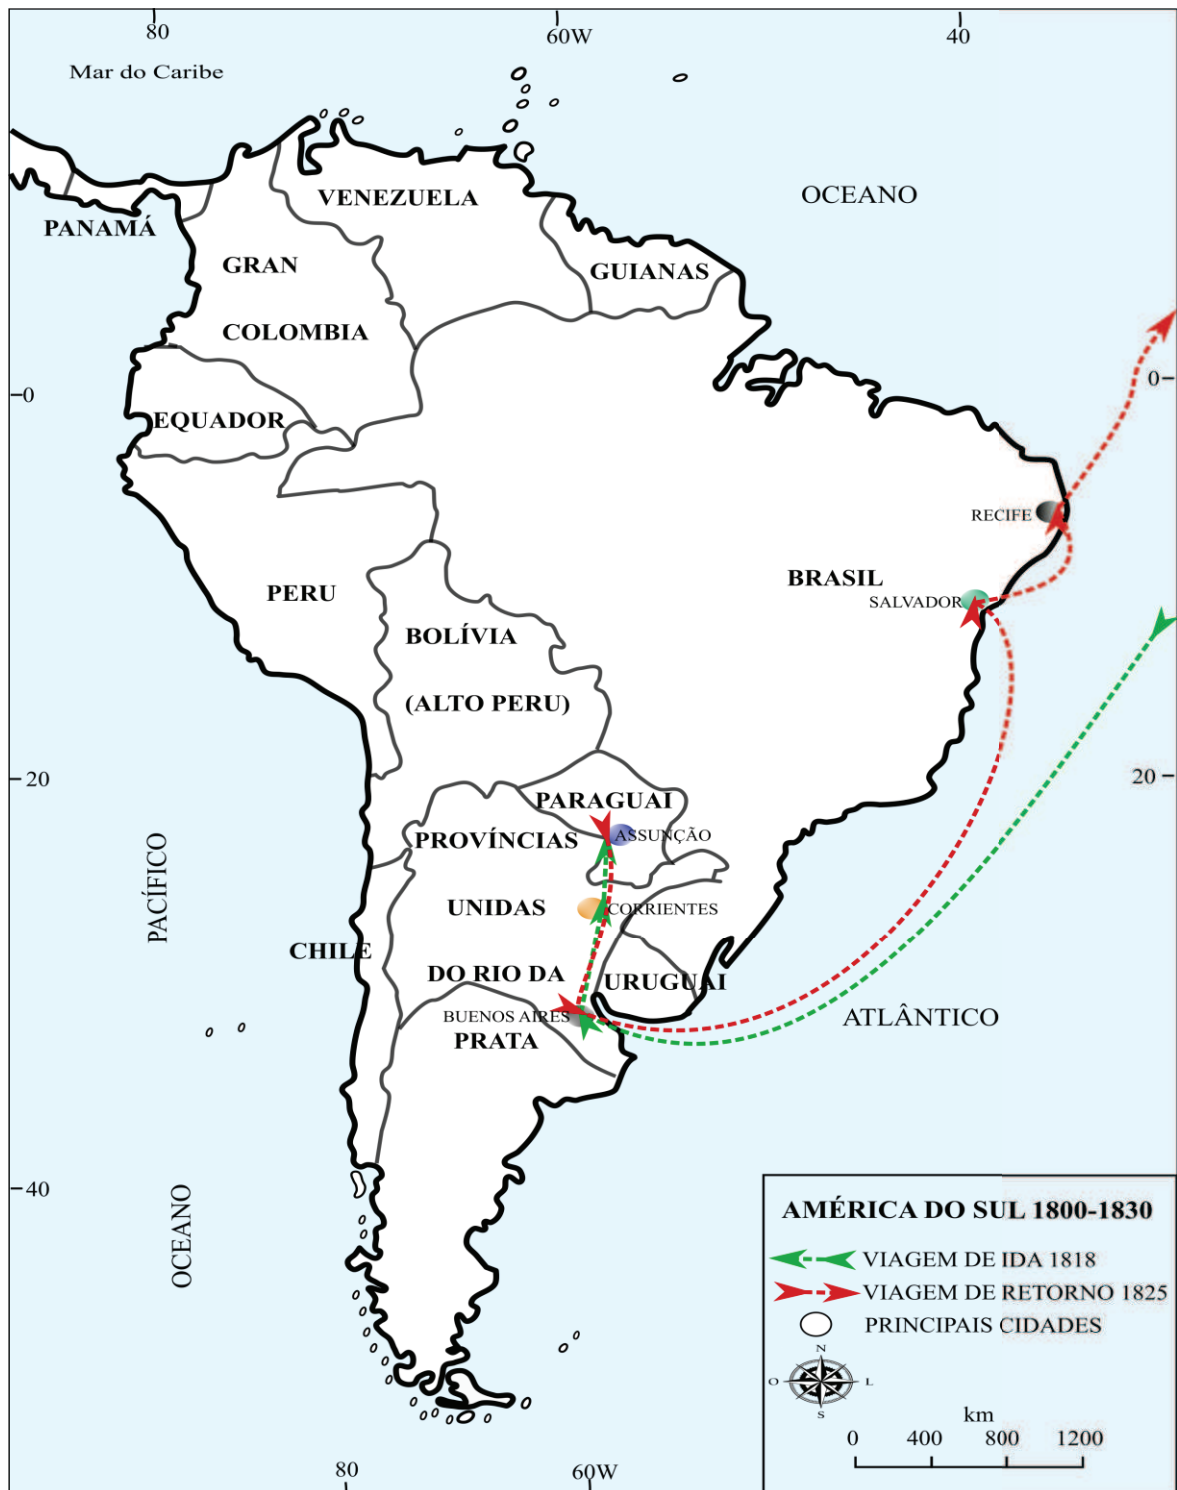 80
60W
40
Mar do Caribe
OCEANO
VENEZUELA
PANAMÁ
GRAN
GUIANAS
COLOMBIA
0
0
EQUADOR
RECIFE
BRASIL
PERU
SALVADOR
BOLÍVIA
(ALTO PERU)
20
20
PARAGUAI
PROVÍNCIAS
ASSUNÇÃO
PACÍFICO
UNIDAS
CORRIENTES
CHILE
DO RIO DA
URUGUAI
BUENOS AIRES
ATLÂNTICO
PRATA
40
OCEANO
AMÉRICA DO SUL 1800-1830
VIAGEM DE IDA 1818
VIAGEM DE RETORNO 1825
PRINCIPAIS CIDADES
N
O
L
S
km
0 400 800 1200
80
60W